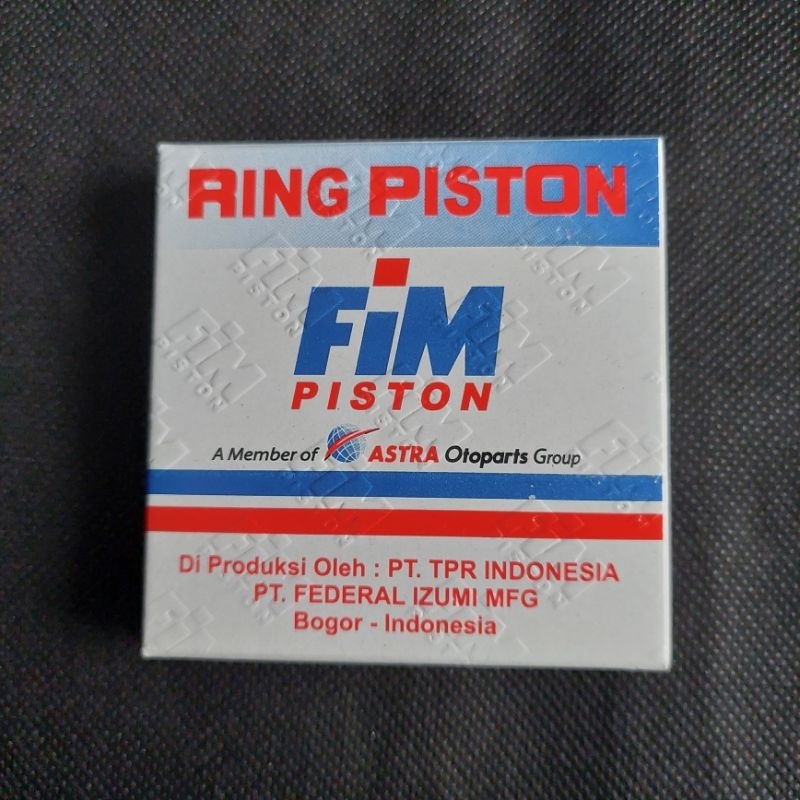 RING PISTON
FiM
PISTON
A Member of ASTRA Otoparts Group
Di Produksi Oleh : PT. TPR INDONESIA
PT. FEDERAL IZUMI MFG
Bogor - Indonesia